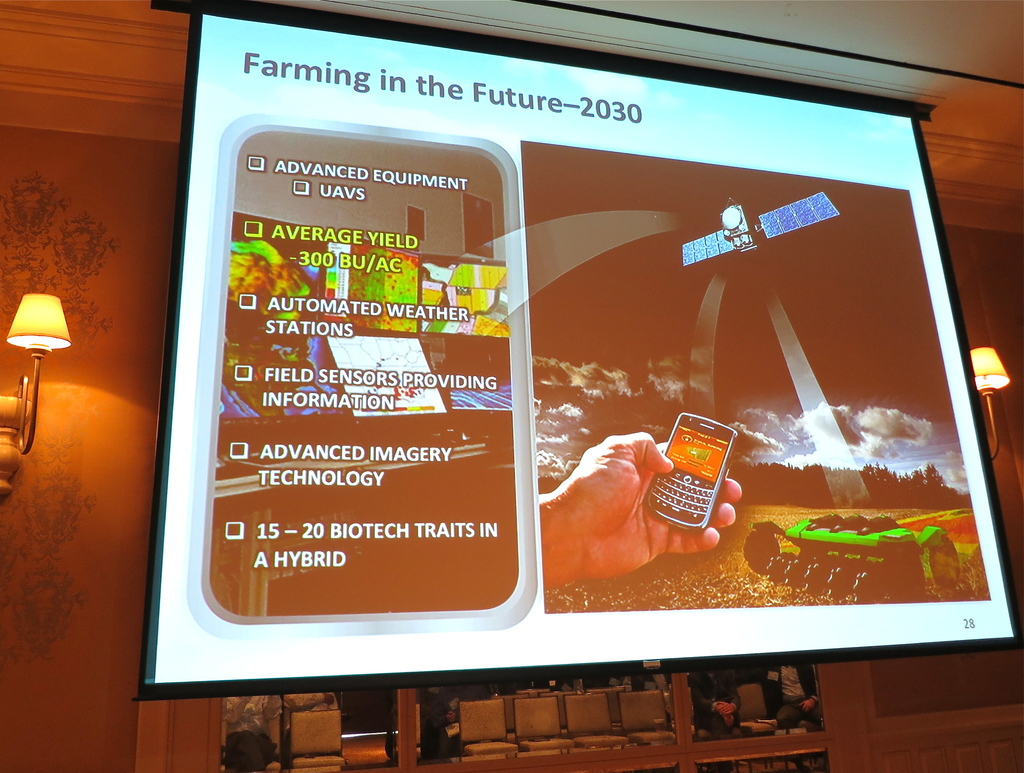 Farming in the Future–2030
❑ ADVANCED EQUIPMENT
❑ UAVS
❑ AVERAGE YIELD
-300 BU/AC
❑ AUTOMATED WEATHER
STATIONS
❑ FIELD SENSORS PROVIDING
INFORMATION
❑ ADVANCED IMAGERY
TECHNOLOGY
❑ 15 – 20 BIOTECH TRAITS IN
A HYBRID
28